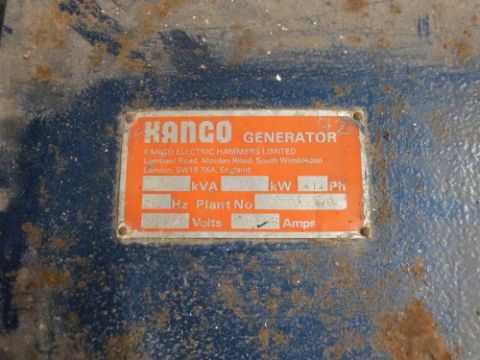 KANGO GENERATOR
KANGO ELECTRIC HAMMERS LIMITED
Lombard Road, Morden Road, South Wimbledon
London, SW19 3XA, England
kVA kW Ph
Hz Plant No
Volts Amps